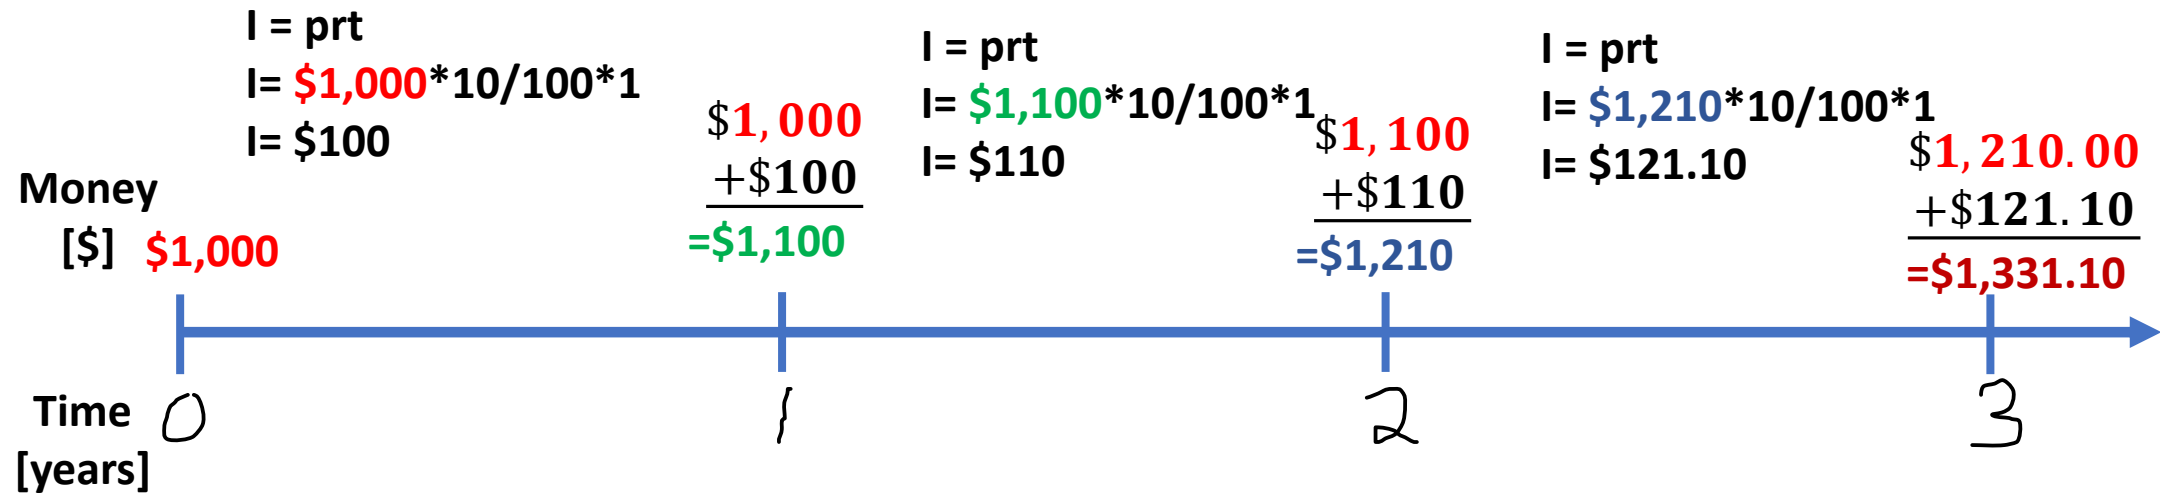 I = prt
I= $1,000*10/100*1
I= $100
$1,000
+$100
=$1,100
I = prt
I= $1,100*10/100*1
I= $110
$1,100
+$110
=$1,210
I = prt
I= $1,210*10/100*1
I= $121.10
$1,210.00
+$121.10
=$1,331.10
Money
[$] $1,000
Time 0 1 2 3
[years]